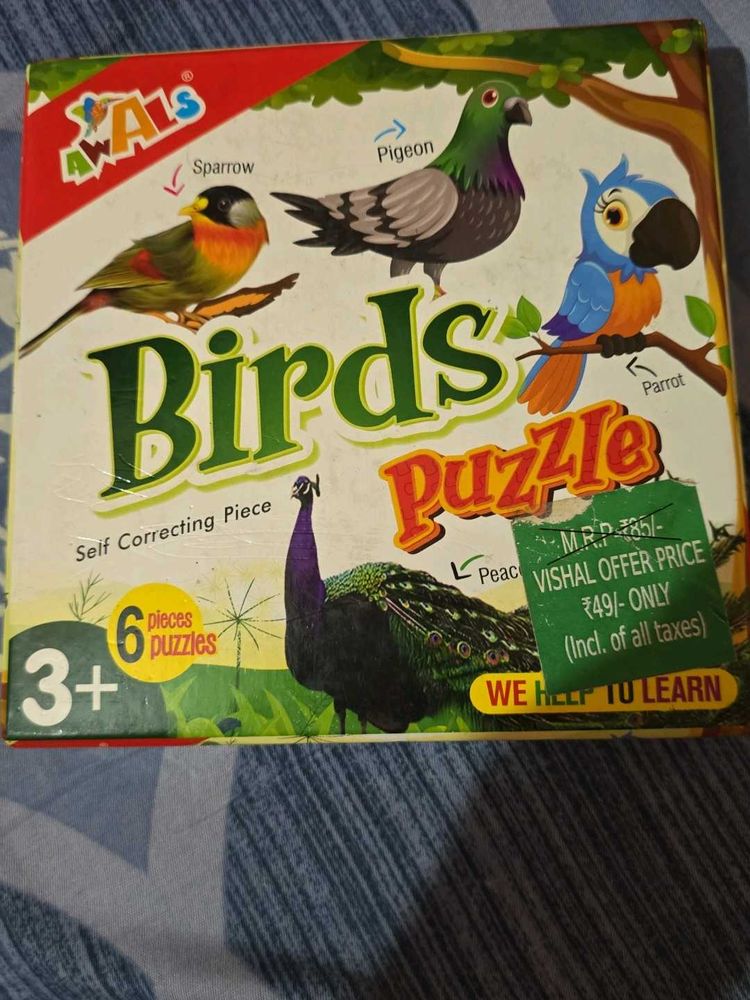 AWALS®
Sparrow
Pigeon
Parrot
Birds
Puzzle
Self Correcting Piece
Peac
M.R.P ₹85/-
VISHAL OFFER PRICE
₹49/- ONLY
(Incl. of all taxes)
6 pieces
puzzles
3+
WE HELP TO LEARN